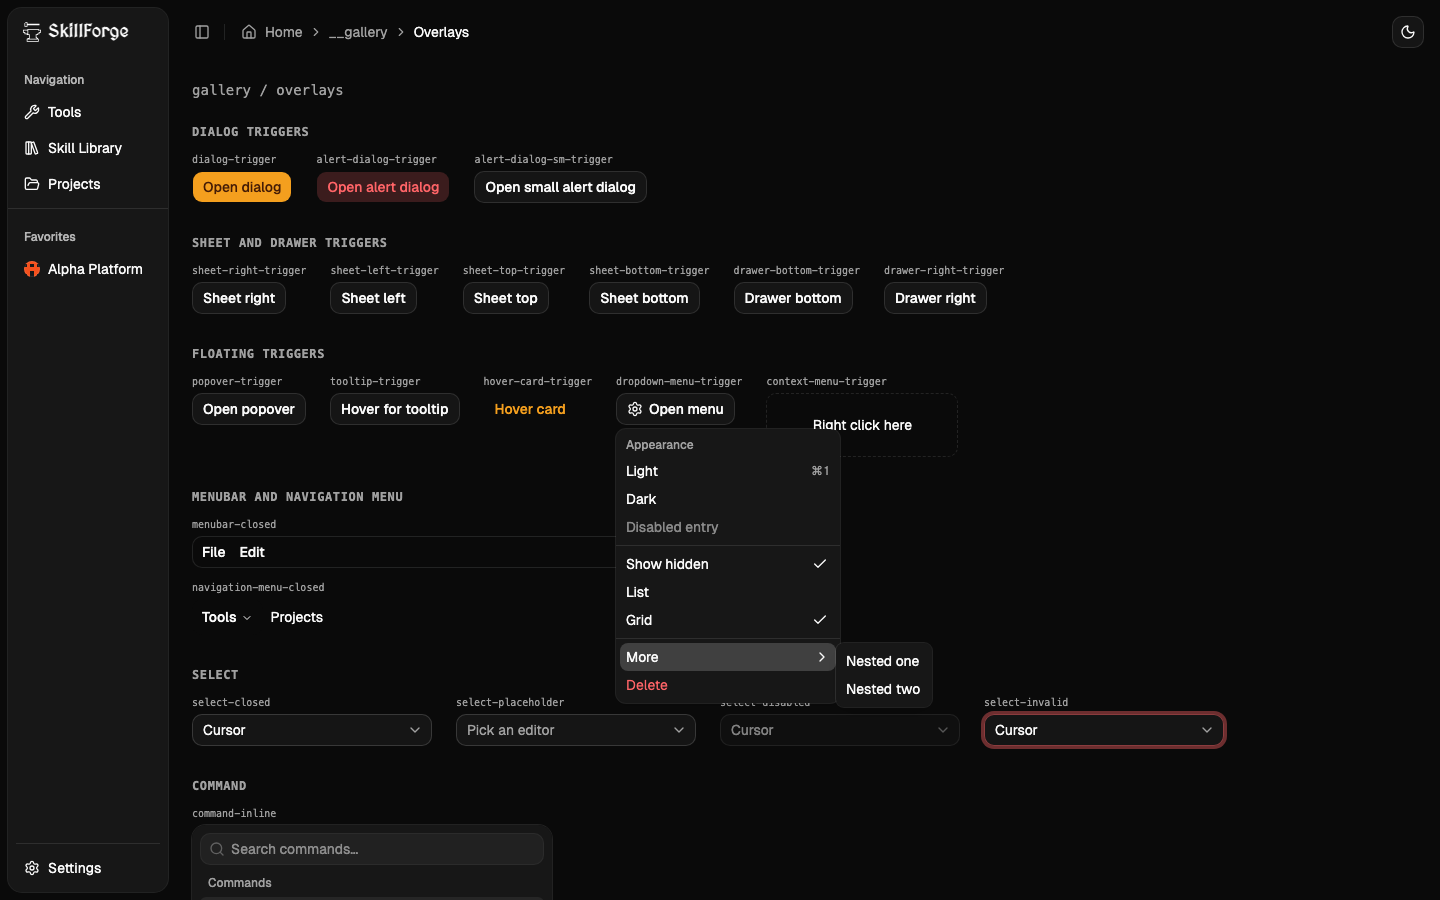 SkillForge
Home > __gallery > Overlays
Navigation
Tools
Skill Library
Projects
Favorites
Alpha Platform
Settings
gallery / overlays
DIALOG TRIGGERS
dialog-trigger alert-dialog-trigger alert-dialog-sm-trigger
Open dialog Open alert dialog Open small alert dialog
SHEET AND DRAWER TRIGGERS
sheet-right-trigger sheet-left-trigger sheet-top-trigger sheet-bottom-trigger drawer-bottom-trigger drawer-right-trigger
Sheet right Sheet left Sheet top Sheet bottom Drawer bottom Drawer right
FLOATING TRIGGERS
popover-trigger tooltip-trigger hover-card-trigger dropdown-menu-trigger context-menu-trigger
Open popover Hover for tooltip Hover card Open menu Right click here
Appearance
Light ⌘1
Dark
Disabled entry
Show hidden
List
Grid
More
Delete
Nested one
Nested two
MENUBAR AND NAVIGATION MENU
menubar-closed
File Edit
navigation-menu-closed
Tools Projects
SELECT
select-closed select-placeholder select-disabled select-invalid
Cursor Pick an editor Cursor Cursor
COMMAND
command-inline
Search commands...
Commands